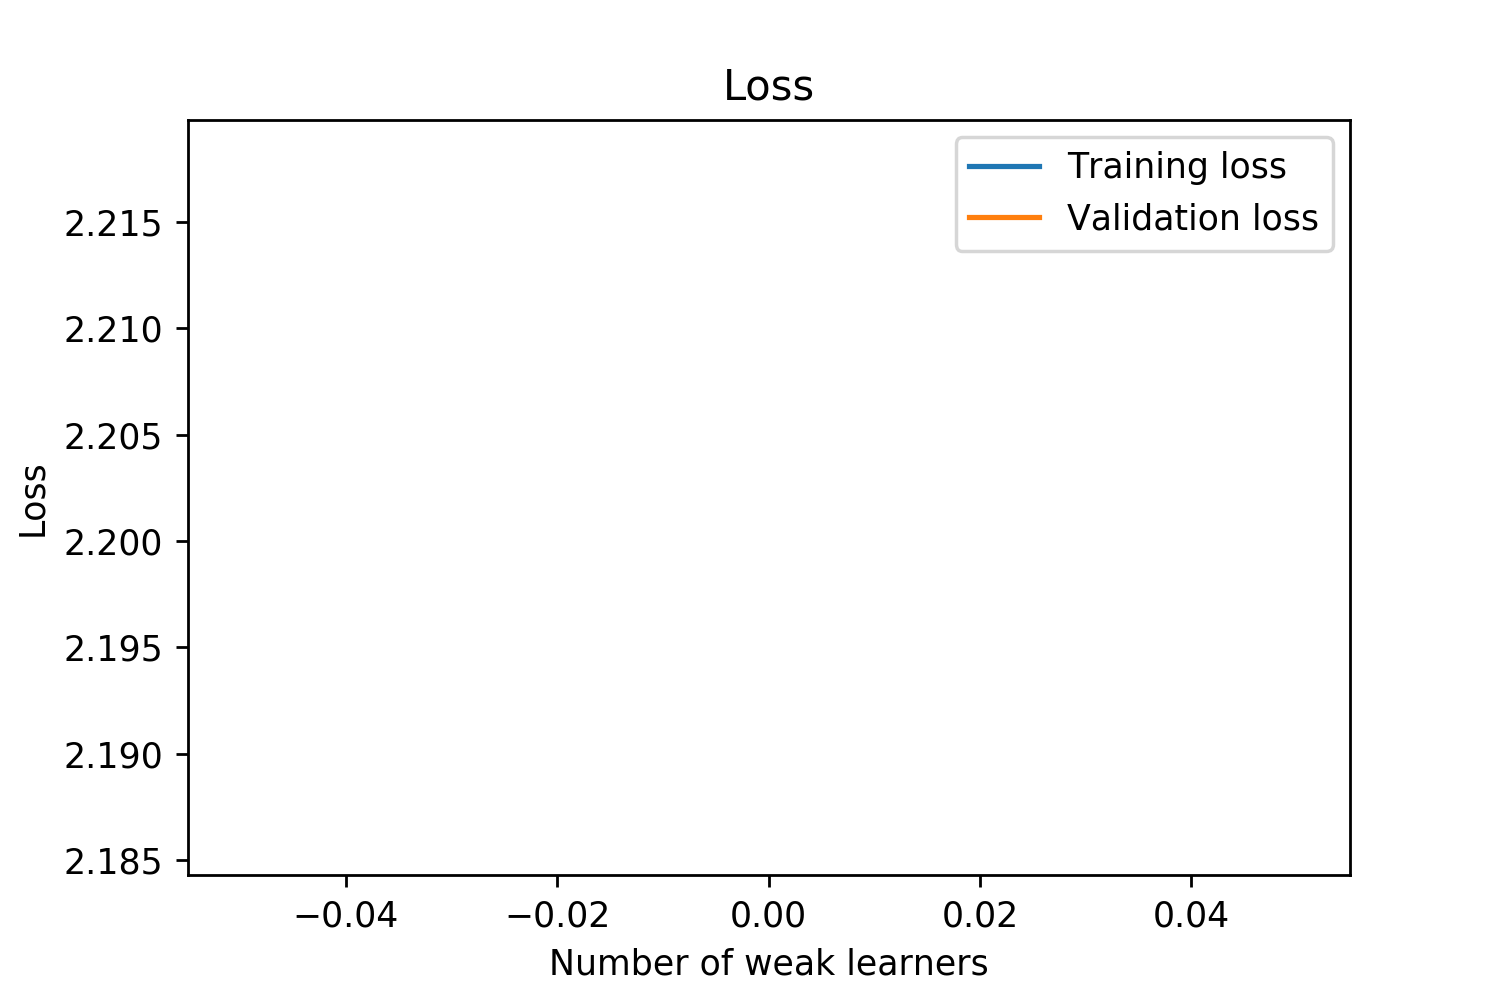 Loss
Training loss
Validation loss
2.215
2.210
2.205
2.200
2.195
2.190
2.185
Loss
−0.04
−0.02
0.00
0.02
0.04
Number of weak learners